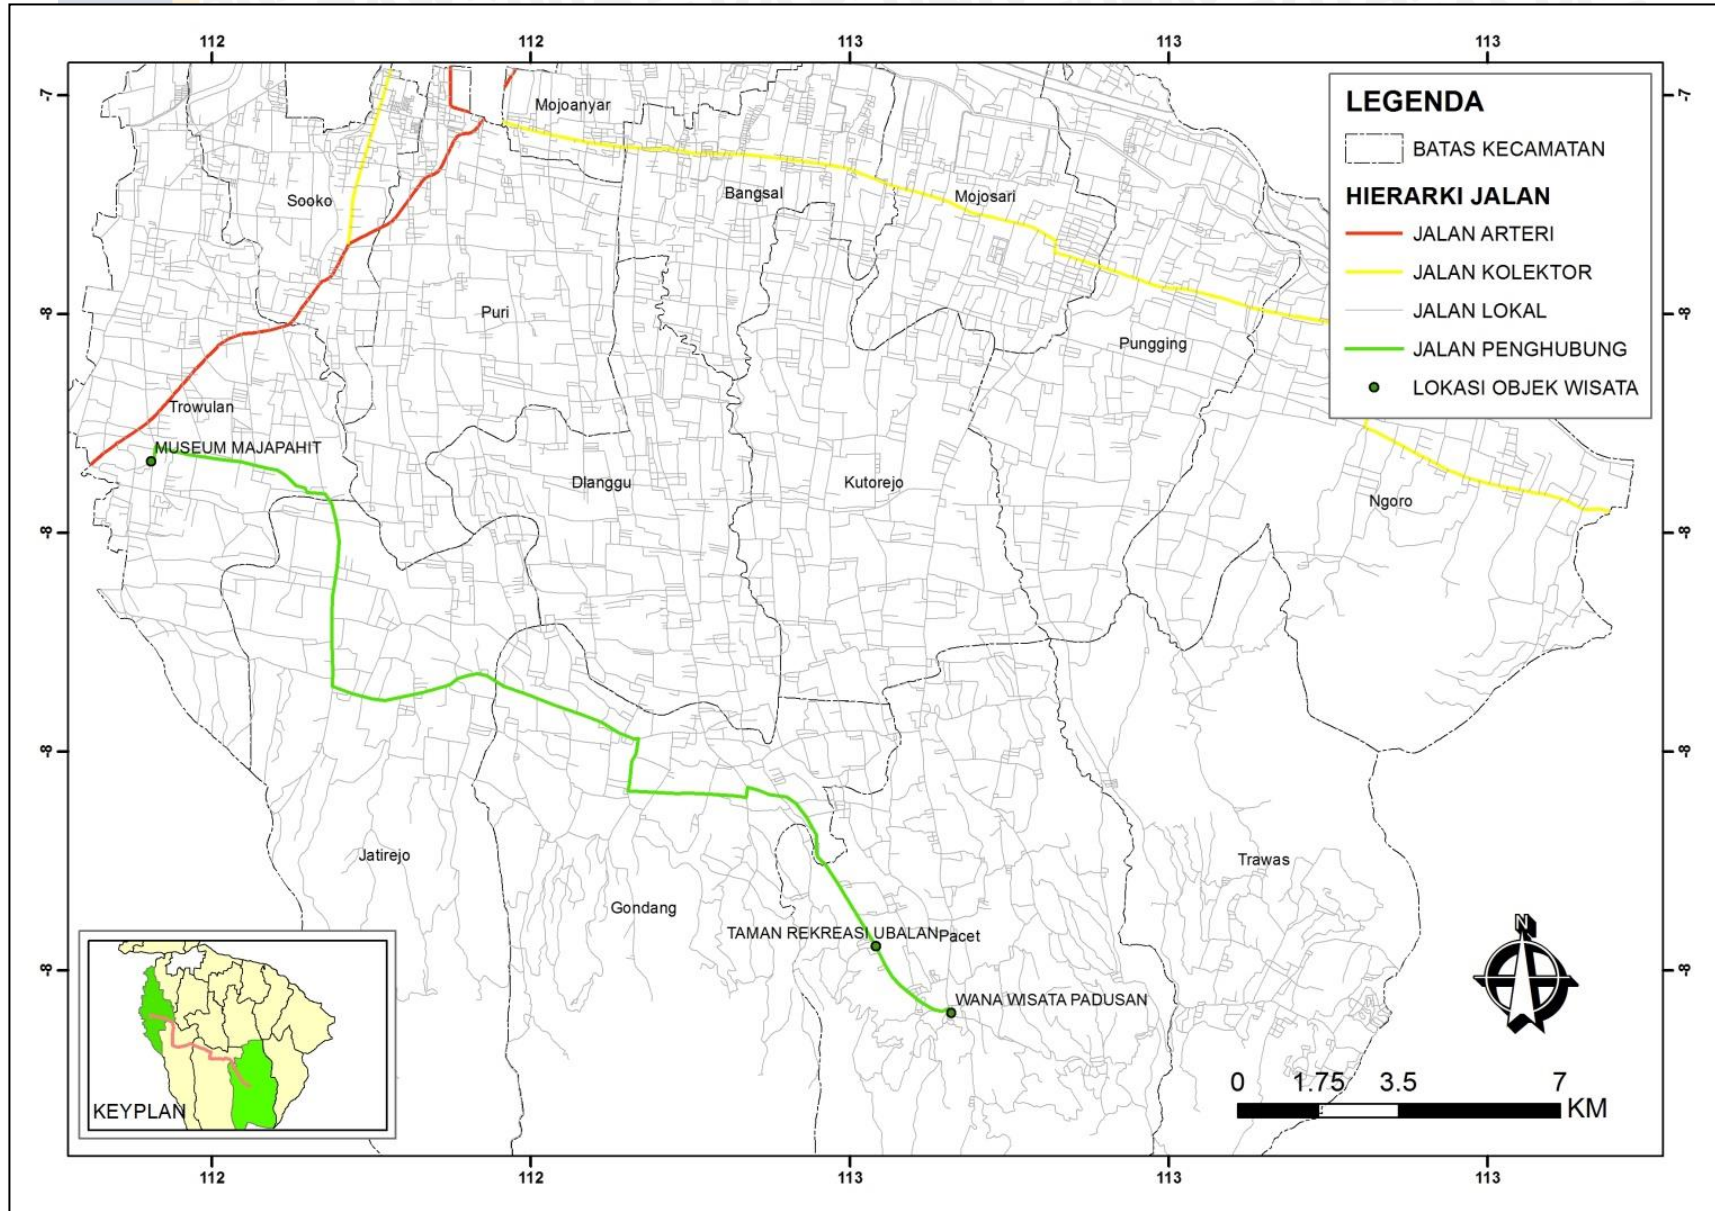 112
112
113
113
113
-7
-7
Mojoanyar
LEGENDA
BATAS KECAMATAN
HIERARKI JALAN
JALAN ARTERI
JALAN KOLEKTOR
JALAN LOKAL
JALAN PENGHUBUNG
LOKASI OBJEK WISATA
Sooko
Bangsal
Mojosari
-8
Puri
Pungging
-8
Trowulan
MUSEUM MAJAPAHIT
Dlanggu
Kutorejo
Ngoro
-8
-8
-8
-8
Jatirejo
Trawas
Gondang
TAMAN REKREASI UBALAN
Pacet
-8
-8
WANA WISATA PADUSAN
N
KEYPLAN
0 1.75 3.5 7
KM
112
112
113
113
113